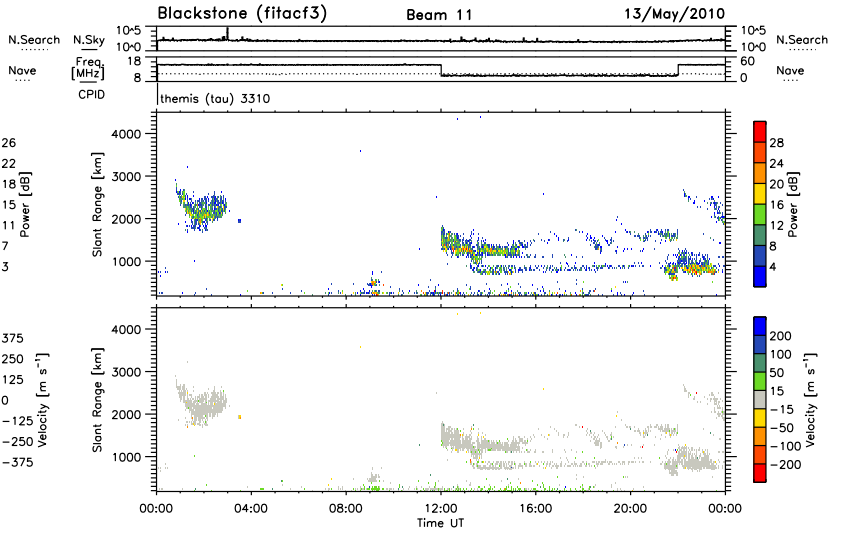 Blackstone (fitacf3) Beam 11 13/May/2010
10^5 10^5
N.Search N.Sky N.Search
10^0 10^0
18 Freq. 60
Nave [MHz] Nave
8 0
CPID themis (tau) 3310
4000
26 28
22 3000 24
18 20
15 2000 16
11 12
7 1000 8
3 4
Power [dB] Slant Range [km] Power [dB]
4000
375 200
250 3000 100
125 50
0 15
-125 2000 -15
-250 -50
-375 1000 -100
-200
Velocity [m s⁻¹] Slant Range [km] Velocity [m s⁻¹]
00:00 04:00 08:00 12:00 16:00 20:00 00:00
Time UT